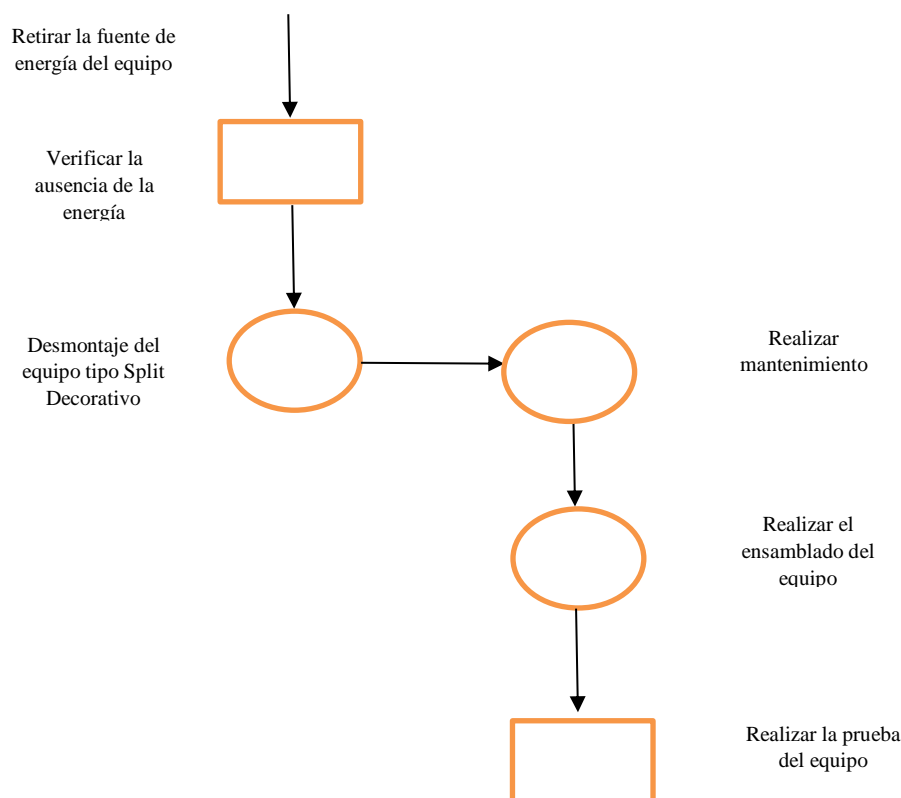 Retirar la fuente de
energía del equipo
Verificar la
ausencia de la
energía
Desmontaje del
equipo tipo Split
Decorativo
Realizar
mantenimiento
Realizar el
ensamblado del
equipo
Realizar la prueba
del equipo